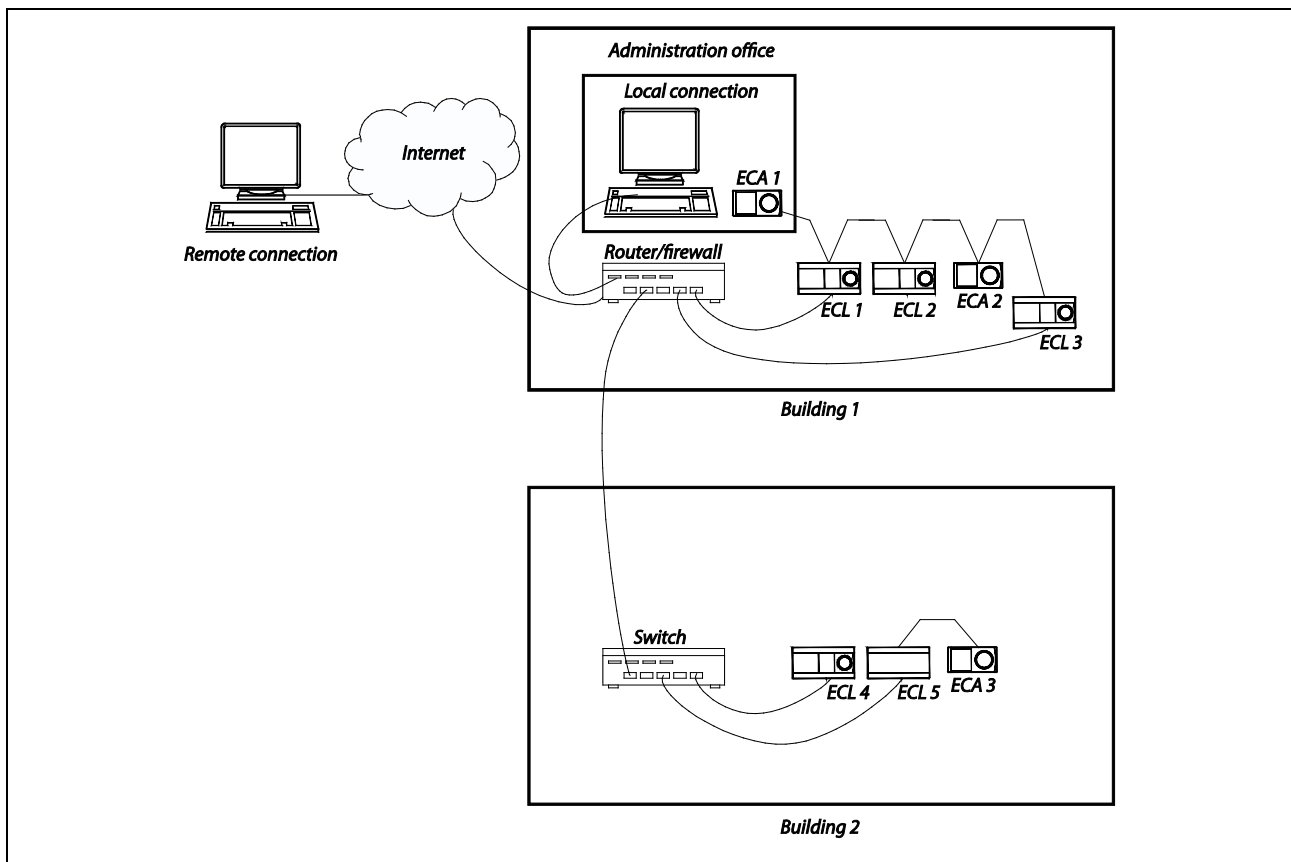 Administration office
Local connection
Internet
ECA 1
Remote connection
Router/firewall
ECL 1
ECL 2
ECA 2
ECL 3
Building 1
Switch
ECL 4
ECL 5
ECA 3
Building 2